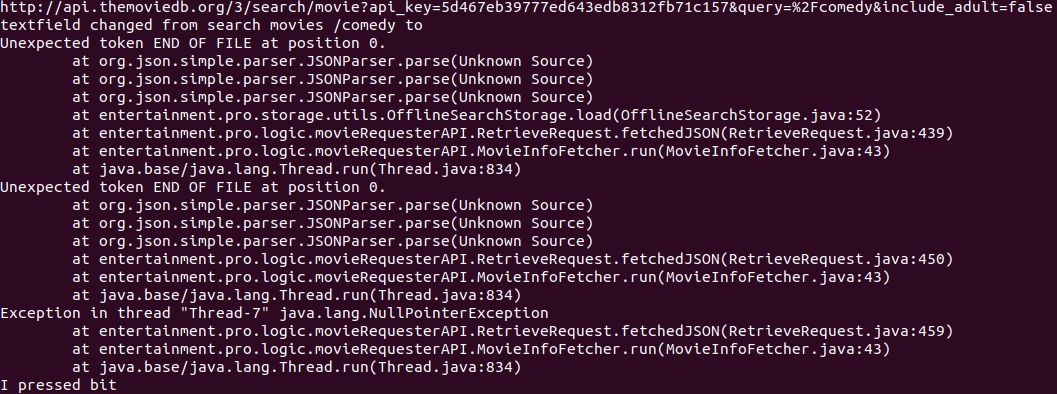 http://api.themoviedb.org/3/search/movie?api_key=5d467eb39777ed643edb8312fb71c157&query=%2Fcomedy&include_adult=false
textfield changed from search movies /comedy to
Unexpected token END OF FILE at position 0.
at org.json.simple.parser.JSONParser.parse(Unknown Source)
at org.json.simple.parser.JSONParser.parse(Unknown Source)
at org.json.simple.parser.JSONParser.parse(Unknown Source)
at entertainment.pro.storage.utils.OfflineSearchStorage.load(OfflineSearchStorage.java:52)
at entertainment.pro.logic.movieRequesterAPI.RetrieveRequest.fetchedJSON(RetrieveRequest.java:439)
at entertainment.pro.logic.movieRequesterAPI.MovieInfoFetcher.run(MovieInfoFetcher.java:43)
at java.base/java.lang.Thread.run(Thread.java:834)
Unexpected token END OF FILE at position 0.
at org.json.simple.parser.JSONParser.parse(Unknown Source)
at org.json.simple.parser.JSONParser.parse(Unknown Source)
at org.json.simple.parser.JSONParser.parse(Unknown Source)
at entertainment.pro.logic.movieRequesterAPI.RetrieveRequest.fetchedJSON(RetrieveRequest.java:450)
at entertainment.pro.logic.movieRequesterAPI.MovieInfoFetcher.run(MovieInfoFetcher.java:43)
at java.base/java.lang.Thread.run(Thread.java:834)
Exception in thread "Thread-7" java.lang.NullPointerException
at entertainment.pro.logic.movieRequesterAPI.RetrieveRequest.fetchedJSON(RetrieveRequest.java:459)
at entertainment.pro.logic.movieRequesterAPI.MovieInfoFetcher.run(MovieInfoFetcher.java:43)
at java.base/java.lang.Thread.run(Thread.java:834)
I pressed bit